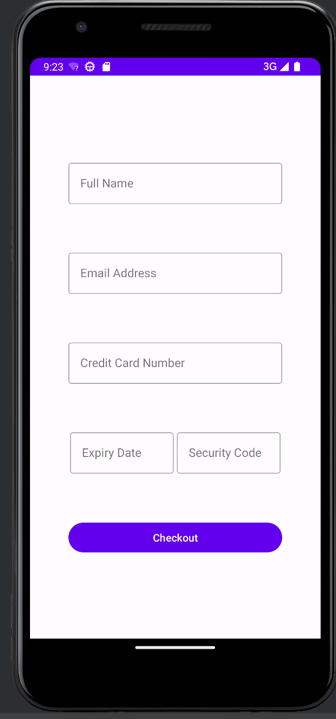 9:23 3G
Full Name
Email Address
Credit Card Number
Expiry Date Security Code
Checkout